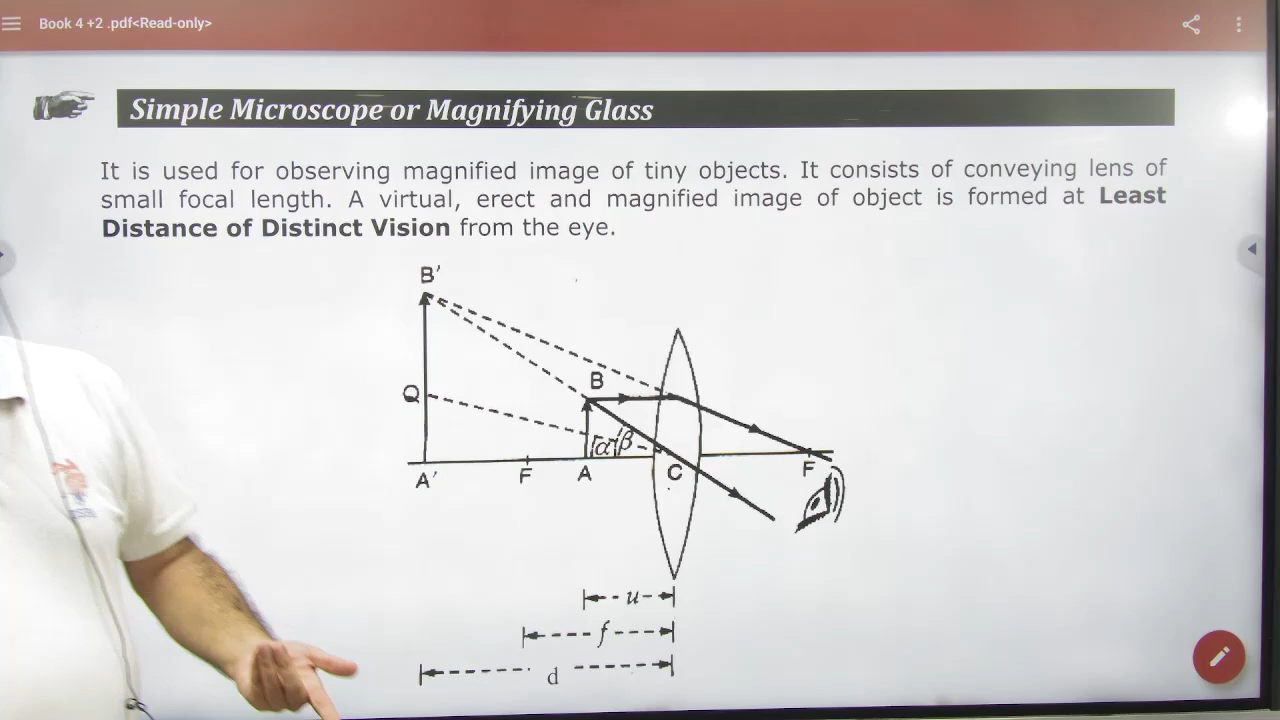 Book 4 +2 .pdf<Read-only>
Simple Microscope or Magnifying Glass
It is used for observing magnified image of tiny objects. It consists of conveying lens of
small focal length. A virtual, erect and magnified image of object is formed at Least
Distance of Distinct Vision from the eye.
B'
B
Q
α β
A' F A C F
u
f
d